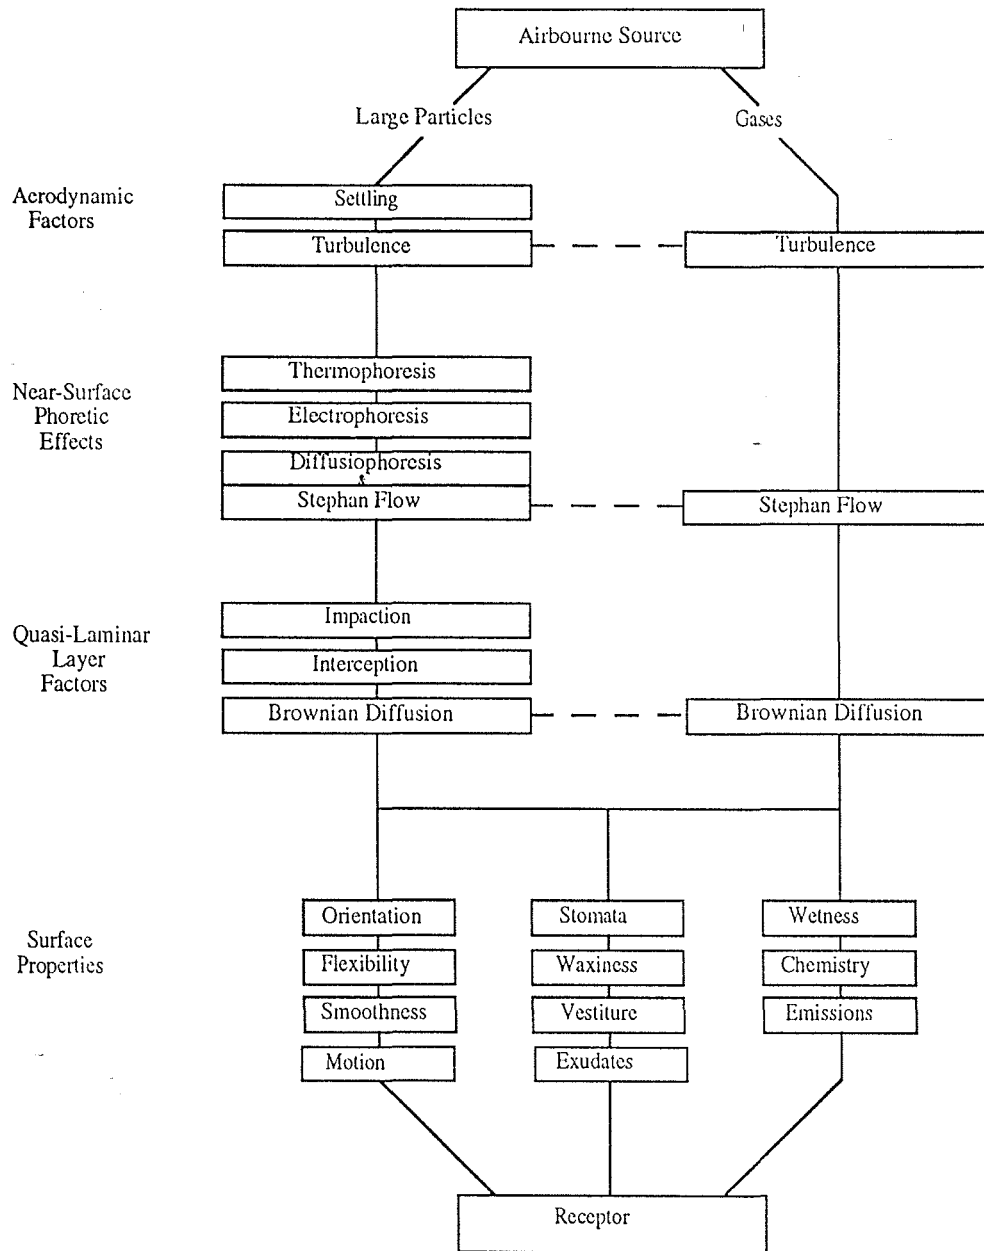 Airbourne Source
Large Particles
Gases
Aerodynamic
Factors
Settling
Turbulence
Turbulence
Near-Surface
Phoretic
Effects
Thermophoresis
Electrophoresis
Diffusiophoresis
&
Stephan Flow
Stephan Flow
Quasi-Laminar
Layer
Factors
Impaction
Interception
Brownian Diffusion
Brownian Diffusion
Surface
Properties
Orientation
Stomata
Wetness
Flexibility
Waxiness
Chemistry
Smoothness
Vestiture
Emissions
Motion
Exudates
Receptor